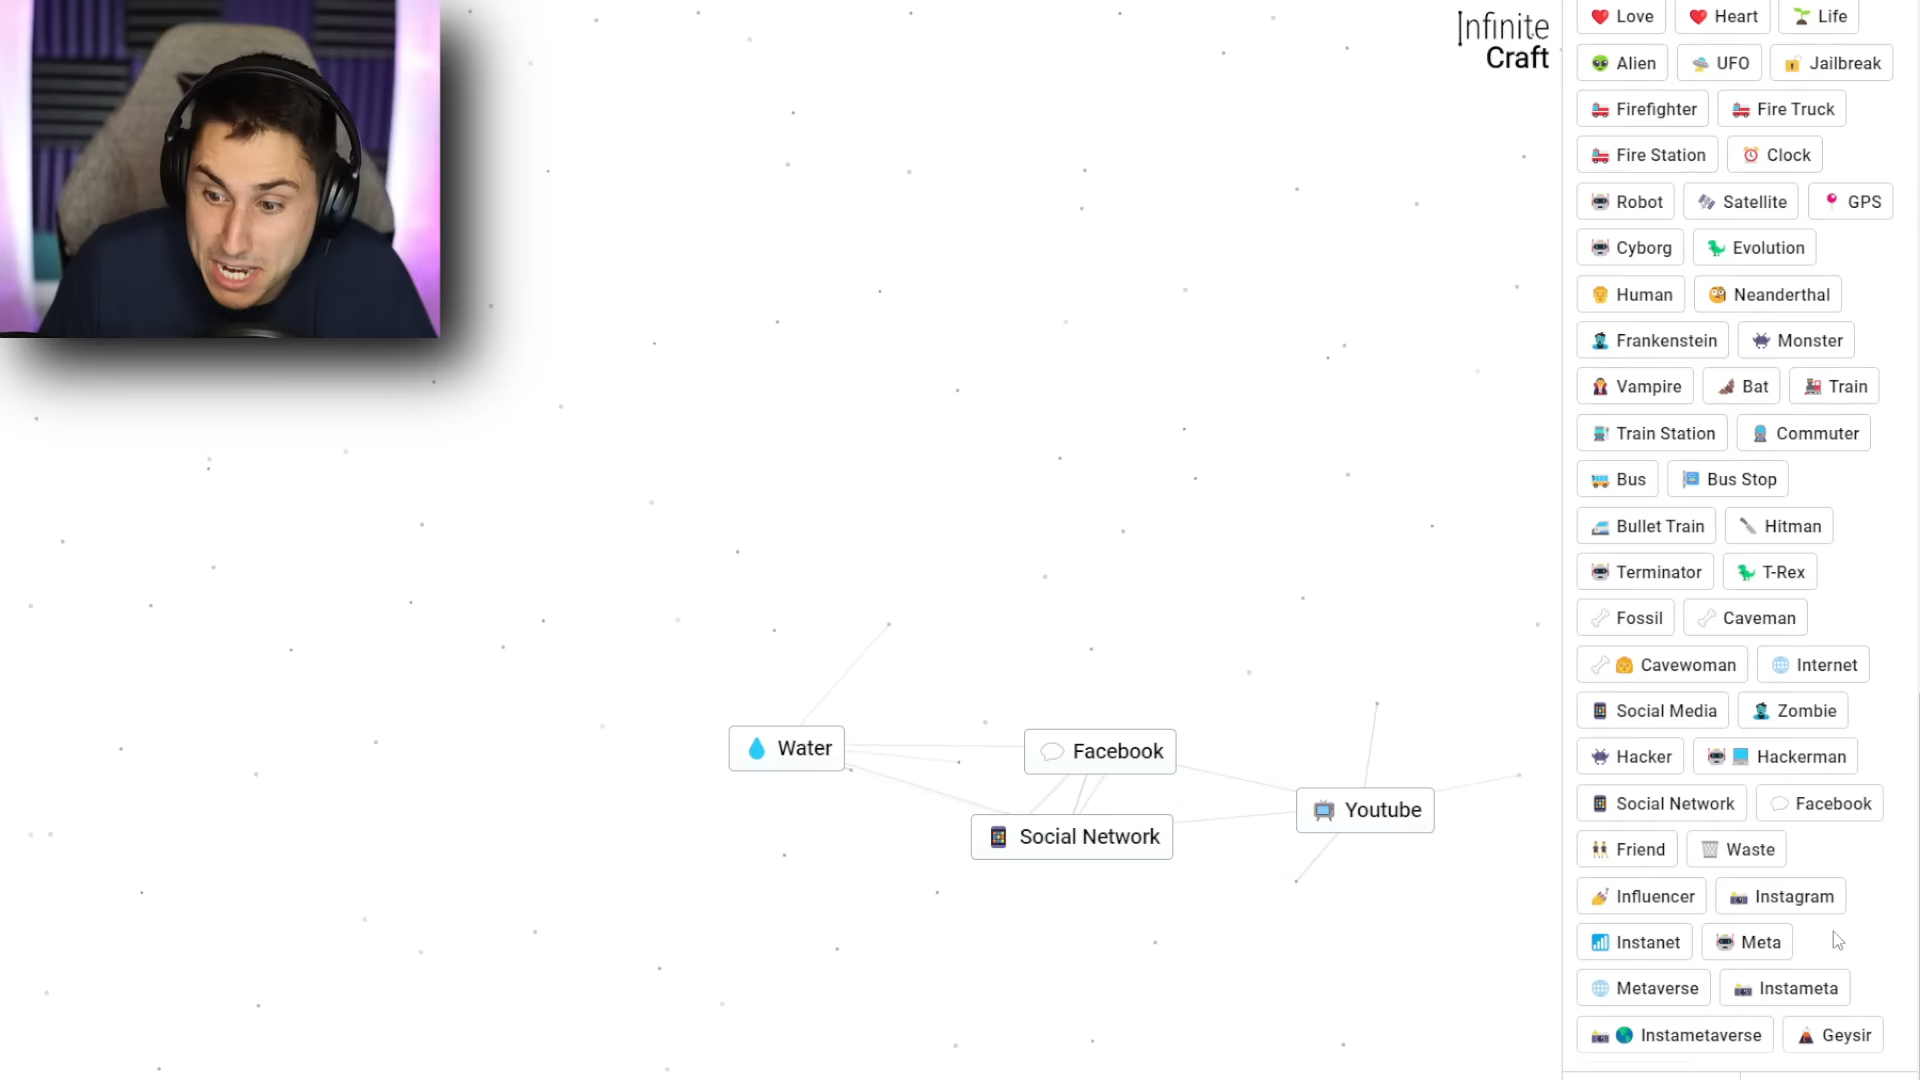 Infinite
Craft
❤️ Love ❤️ Heart 🌱 Life
👽 Alien 🛸 UFO 🔓 Jailbreak
🚒 Firefighter 🚒 Fire Truck
🚒 Fire Station ⏰ Clock
🤖 Robot 🛰️ Satellite 📍 GPS
🤖 Cyborg 🦖 Evolution
Human 🧐 Neanderthal
Frankenstein 👾 Monster
Vampire 🦇 Bat 🚂 Train
🚉 Train Station 🚇 Commuter
🚌 Bus 🚏 Bus Stop
🚅 Bullet Train 🔪 Hitman
🤖 Terminator 🦖 T-Rex
🦴 Fossil 🦴 Caveman
Cavewoman 🌐 Internet
📱 Social Media Zombie
👾 Hacker 🤖💻 Hackerman
📱 Social Network 💬 Facebook
Friend 🗑️ Waste
💅 Influencer 📸 Instagram
📶 Instanet 🤖 Meta
🌐 Metaverse 📸 Instameta
📸🌎 Instametaverse 🌋 Geysir
💧 Water
💬 Facebook
📱 Social Network
📺 Youtube